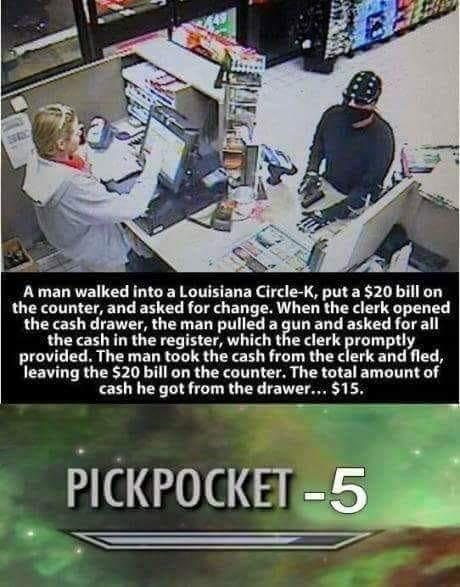 A man walked into a Louisiana Circle-K, put a $20 bill on
the counter, and asked for change. When the clerk opened
the cash drawer, the man pulled a gun and asked for all
the cash in the register, which the clerk promptly
provided. The man took the cash from the clerk and fled,
leaving the $20 bill on the counter. The total amount of
cash he got from the drawer... $15.
PICKPOCKET -5